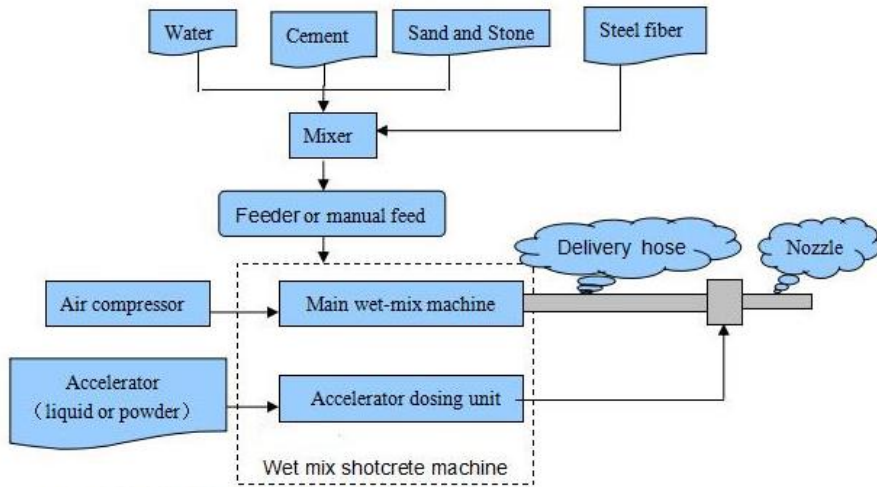 Water
Cement
Sand and Stone
Steel fiber
Mixer
Feeder or manual feed
Delivery hose
Nozzle
Air compressor
Main wet-mix machine
Accelerator
（liquid or powder）
Accelerator dosing unit
Wet mix shotcrete machine